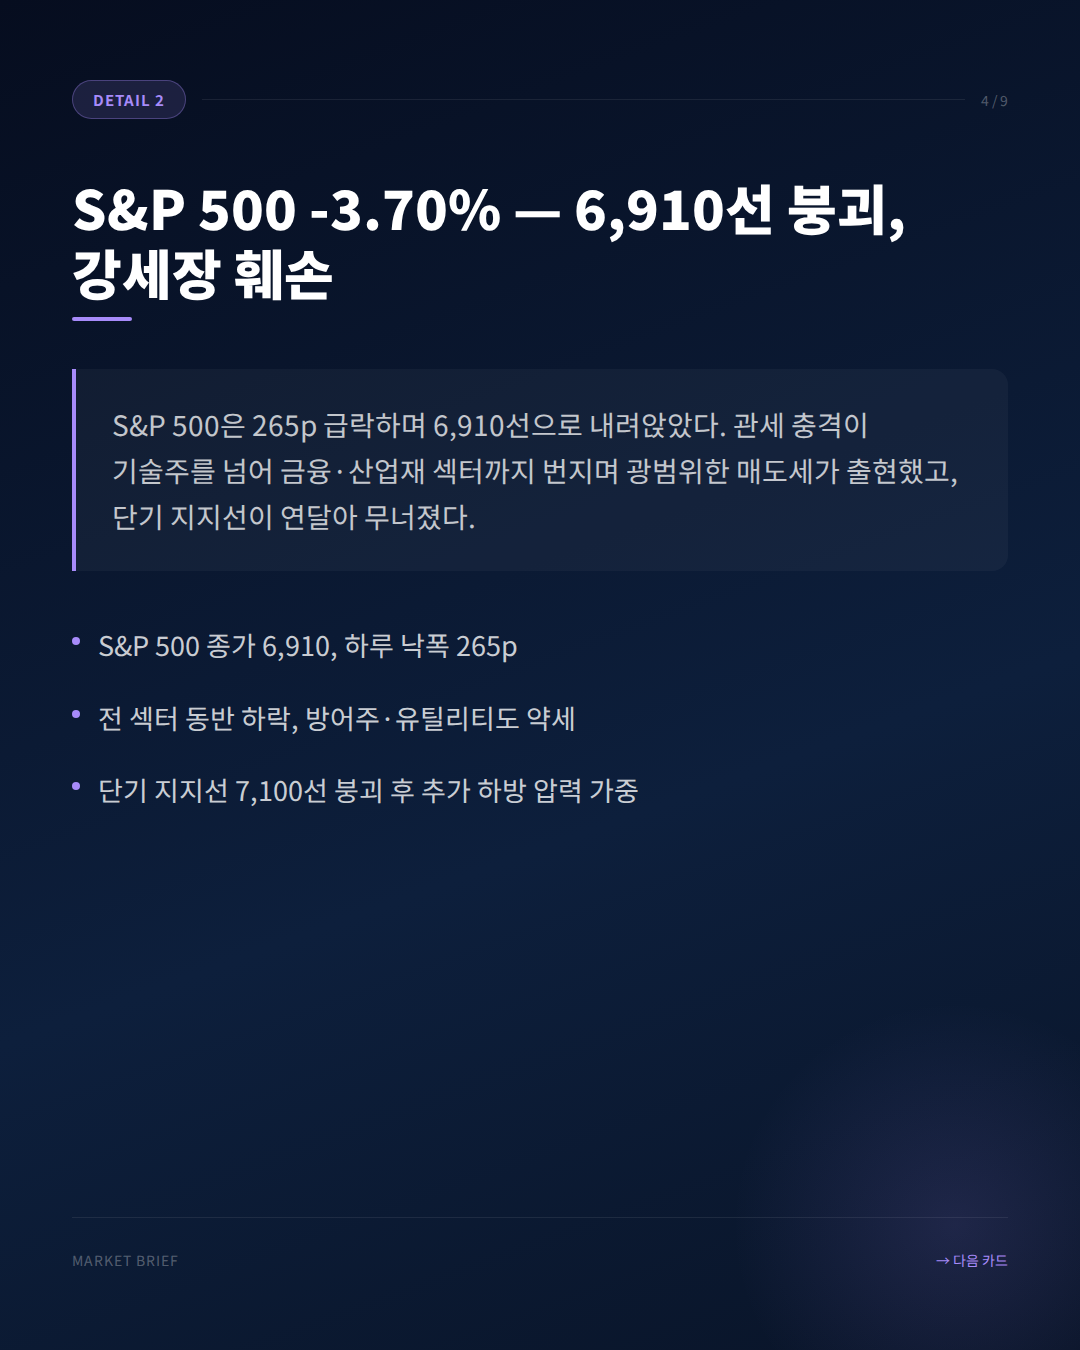 DETAIL 2
4 / 9
S&P 500 -3.70% — 6,910선 붕괴,
강세장 훼손
S&P 500은 265p 급락하며 6,910선으로 내려앉았다. 관세 충격이
기술주를 넘어 금융·산업재 섹터까지 번지며 광범위한 매도세가 출현했고,
단기 지지선이 연달아 무너졌다.
S&P 500 종가 6,910, 하루 낙폭 265p
전 섹터 동반 하락, 방어주·유틸리티도 약세
단기 지지선 7,100선 붕괴 후 추가 하방 압력 가중
MARKET BRIEF
→ 다음 카드